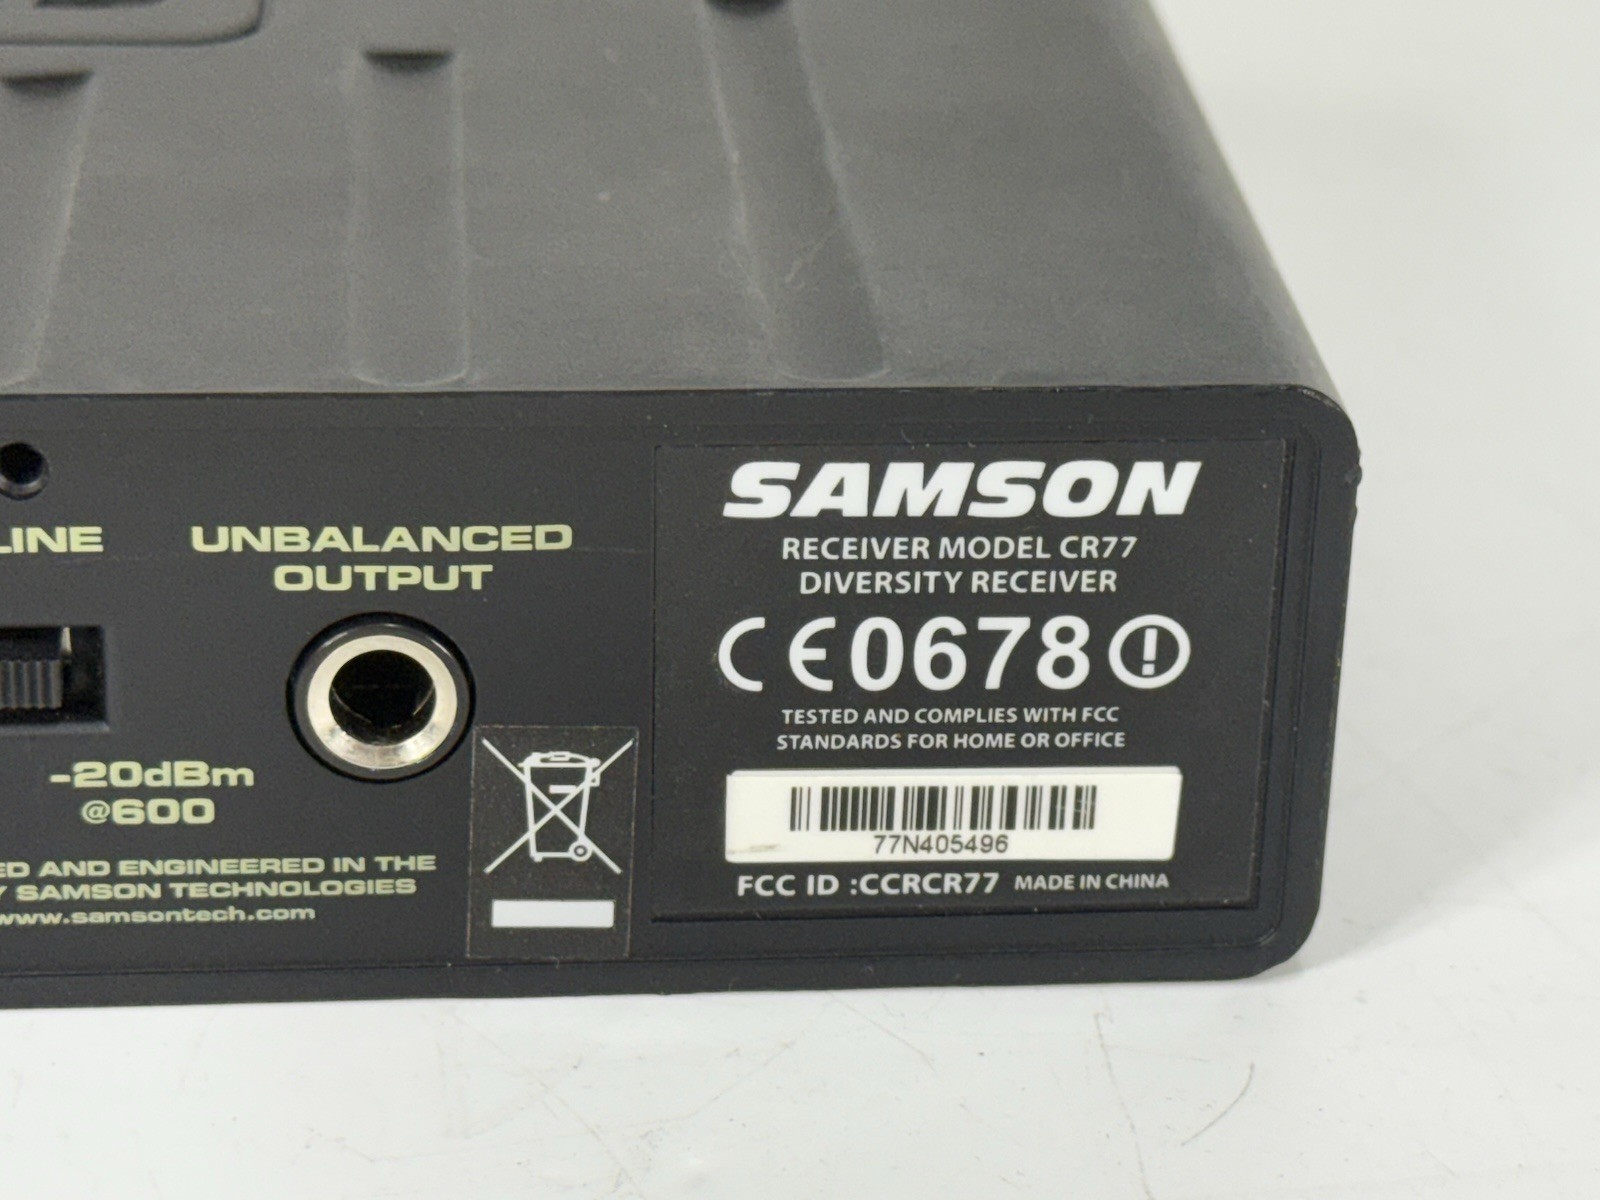 LINE
UNBALANCED
OUTPUT
-20dBm
@600
ED AND ENGINEERED IN THE
Y SAMSON TECHNOLOGIES
www.samsontech.com
SAMSON
RECEIVER MODEL CR77
DIVERSITY RECEIVER
CE0678
TESTED AND COMPLIES WITH FCC
STANDARDS FOR HOME OR OFFICE
77N405496
FCC ID :CCRCR77 MADE IN CHINA